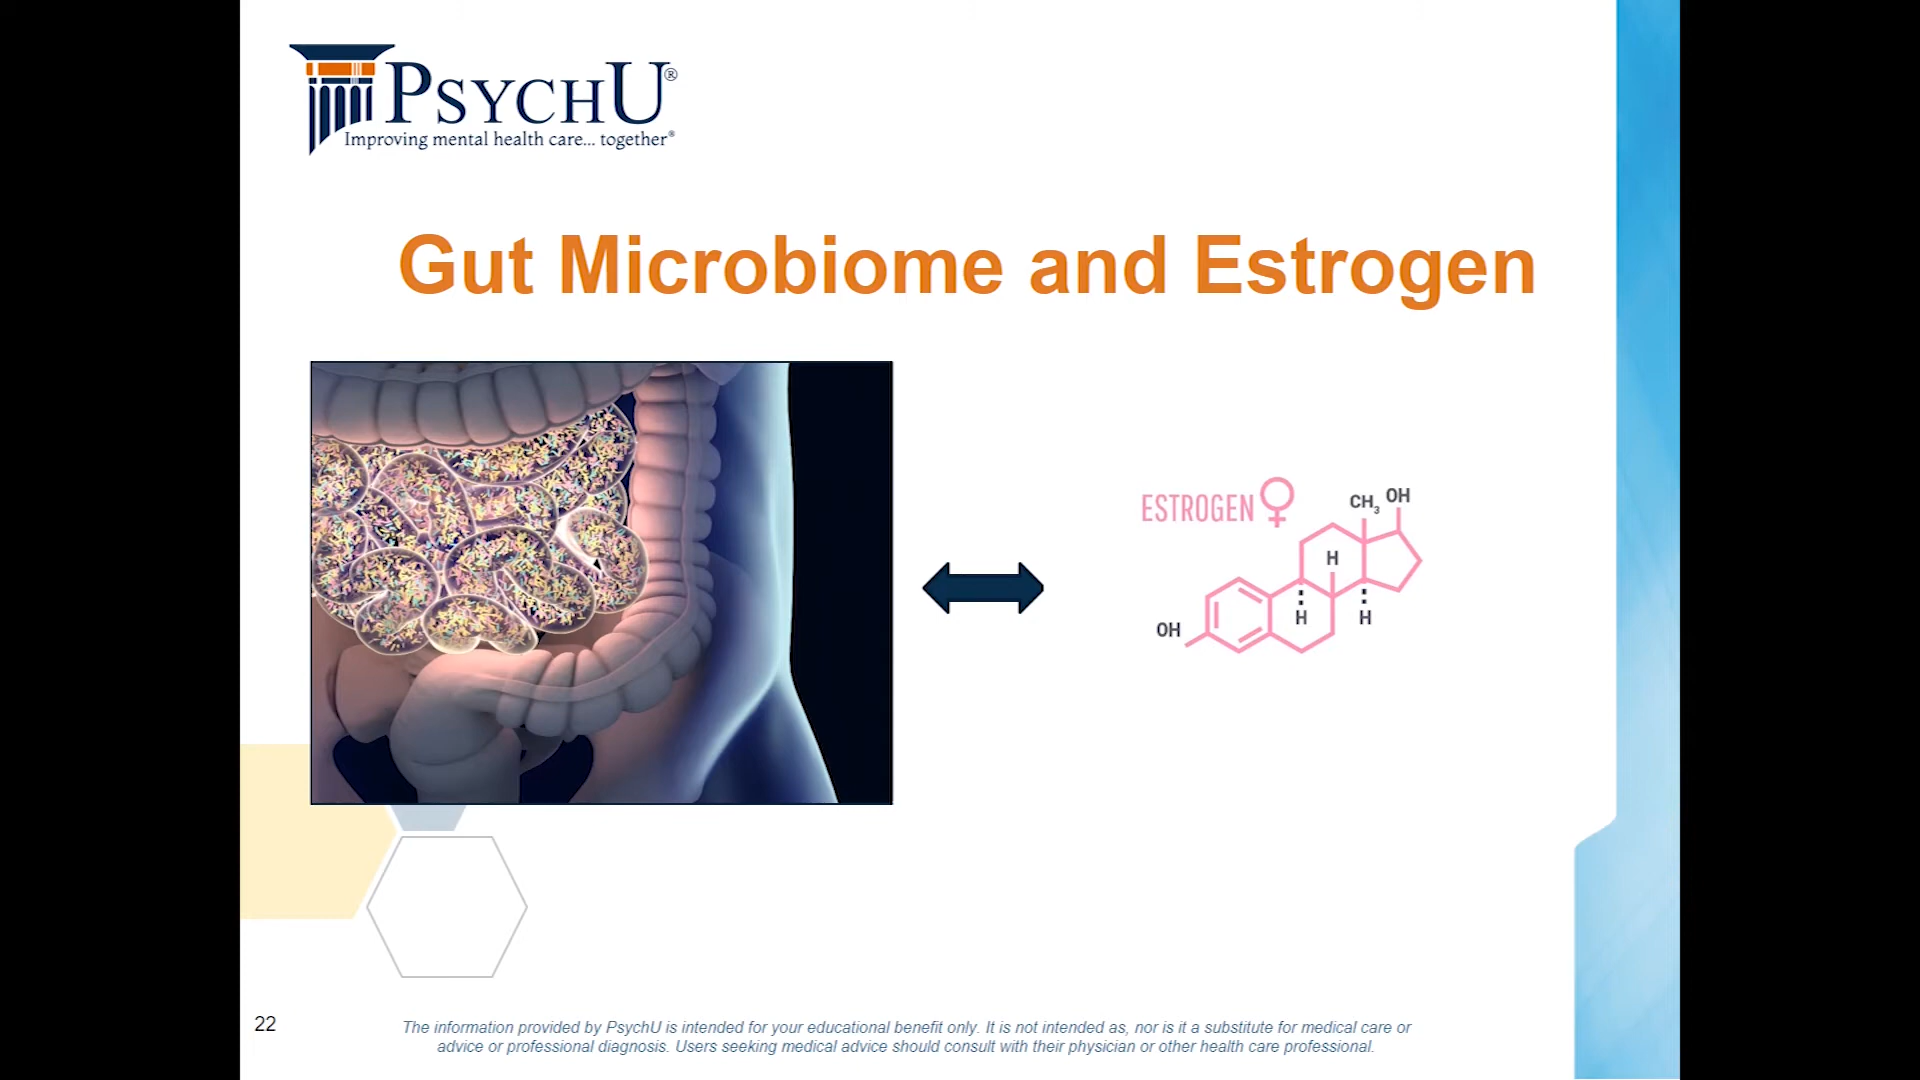 PSYCHU®
Improving mental health care... together®
Gut Microbiome and Estrogen
ESTROGEN
CH3 OH
H
H H
OH
22
The information provided by PsychU is intended for your educational benefit only. It is not intended as, nor is it a substitute for medical care or
advice or professional diagnosis. Users seeking medical advice should consult with their physician or other health care professional.